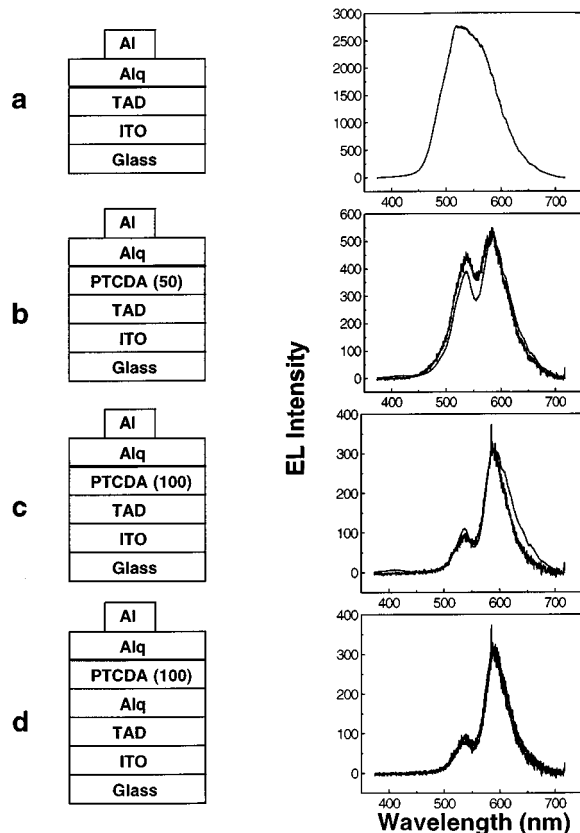 a
Al
Alq
TAD
ITO
Glass
3000
2500
2000
1500
1000
500
0
400 500 600 700
b
Al
Alq
PTCDA (50)
TAD
ITO
Glass
600
500
400
300
200
100
0
400 500 600 700
EL Intensity
c
Al
Alq
PTCDA (100)
TAD
ITO
Glass
400
300
200
100
0
400 500 600 700
d
Al
Alq
PTCDA (100)
Alq
TAD
ITO
Glass
400
300
200
100
0
400 500 600 700
Wavelength (nm)